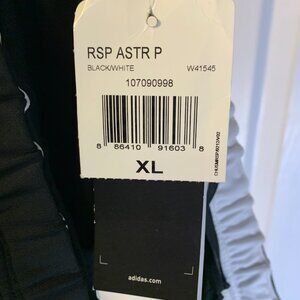 RSP ASTR P
BLACK/WHITE W41545
107090998
8 86410 91603 8
XL
adidas.com